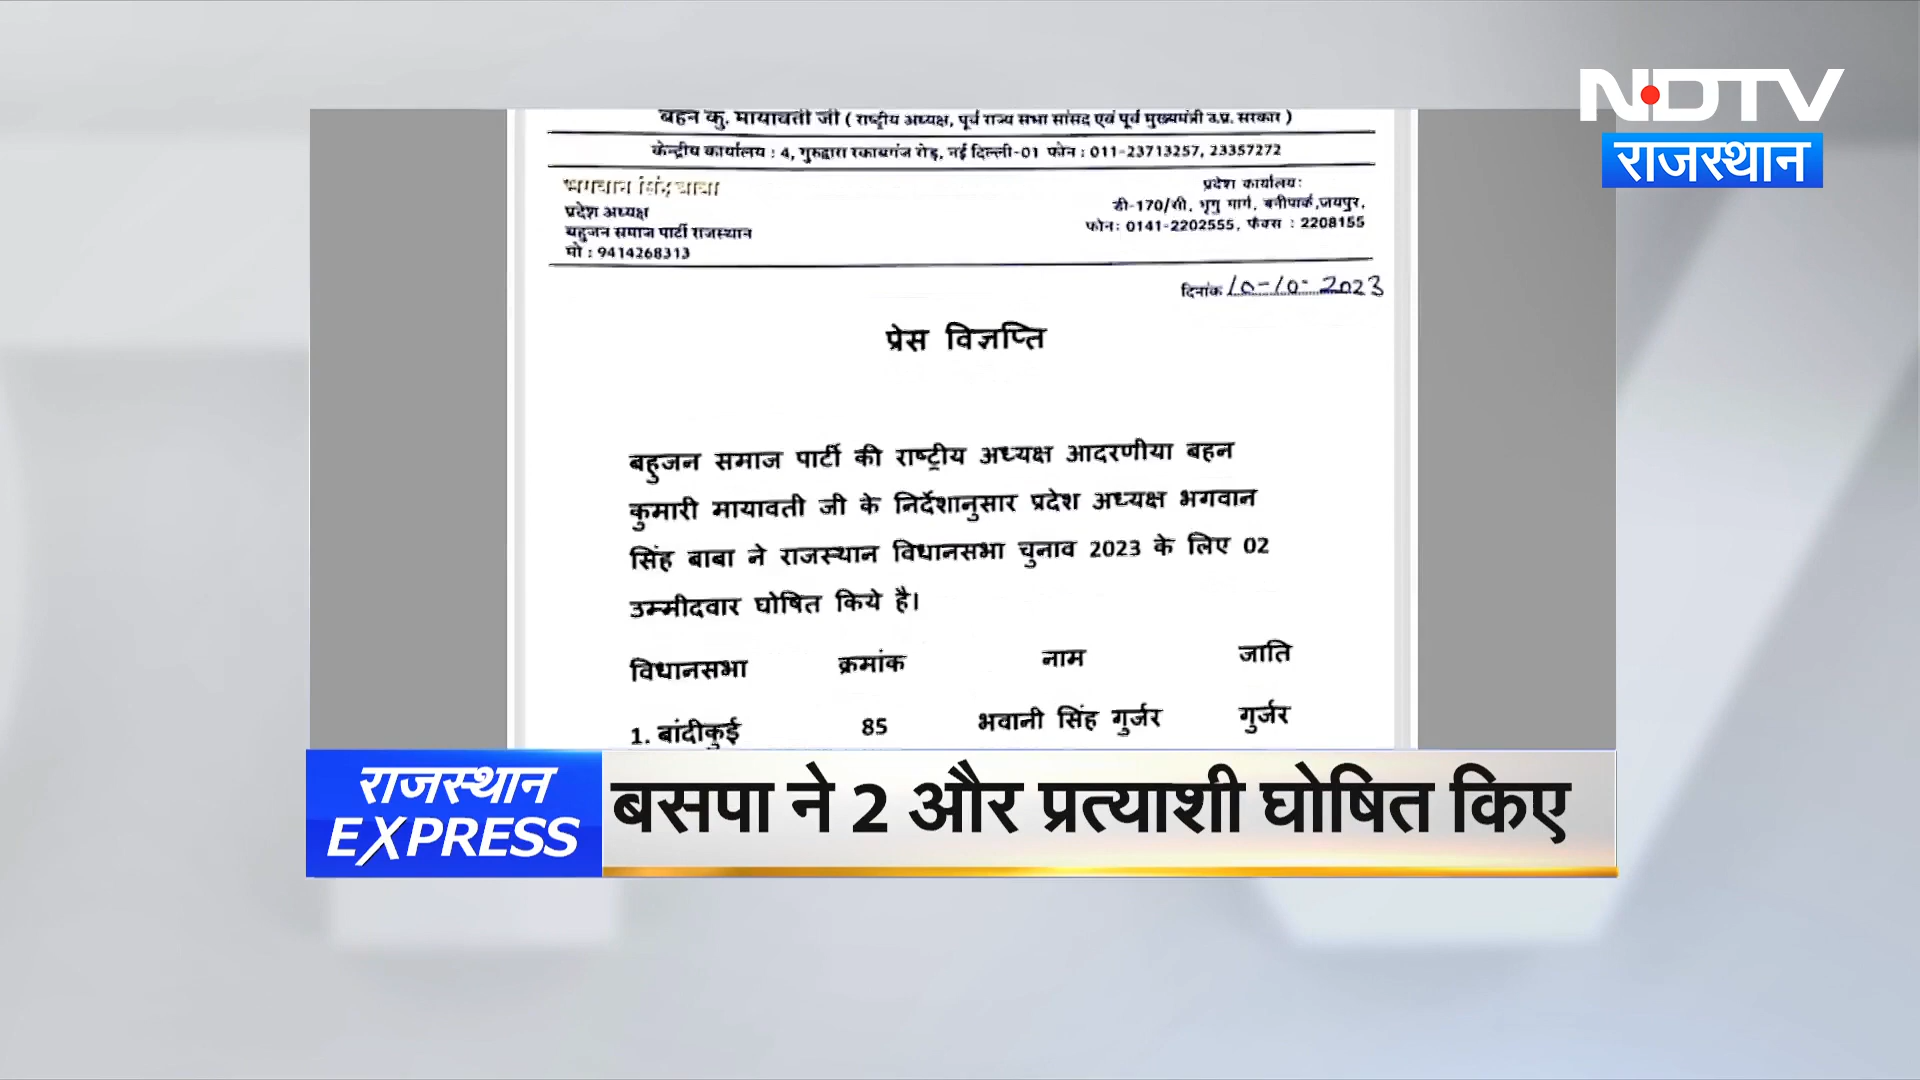 NDTV
राजस्थान
बहन कु. मायावती जी ( राष्ट्रीय अध्यक्ष, पूर्व राज्य सभा सांसद एवं पूर्व मुख्यमंत्री उ.प्र. सरकार )
केन्द्रीय कार्यालय : 4, गुरुद्वारा रकाबगंज रोड़, नई दिल्ली-01 फोन : 011-23713257, 23357272
भगवान सिंह बाबा
प्रदेश अध्यक्ष
बहुजन समाज पार्टी राजस्थान
मो : 9414268313
प्रदेश कार्यालय:
डी-170/सी, भृगु मार्ग, बनीपार्क,जयपुर,
फोन: 0141-2202555, फैक्स : 2208155
दिनांक 10-10-2023
प्रेस विज्ञप्ति
बहुजन समाज पार्टी की राष्ट्रीय अध्यक्ष आदरणीया बहन
कुमारी मायावती जी के निर्देशानुसार प्रदेश अध्यक्ष भगवान
सिंह बाबा ने राजस्थान विधानसभा चुनाव 2023 के लिए 02
उम्मीदवार घोषित किये है।
विधानसभा क्रमांक नाम जाति
1. बांदीकुई 85 भवानी सिंह गुर्जर गुर्जर
राजस्थान
EXPRESS
बसपा ने 2 और प्रत्याशी घोषित किए